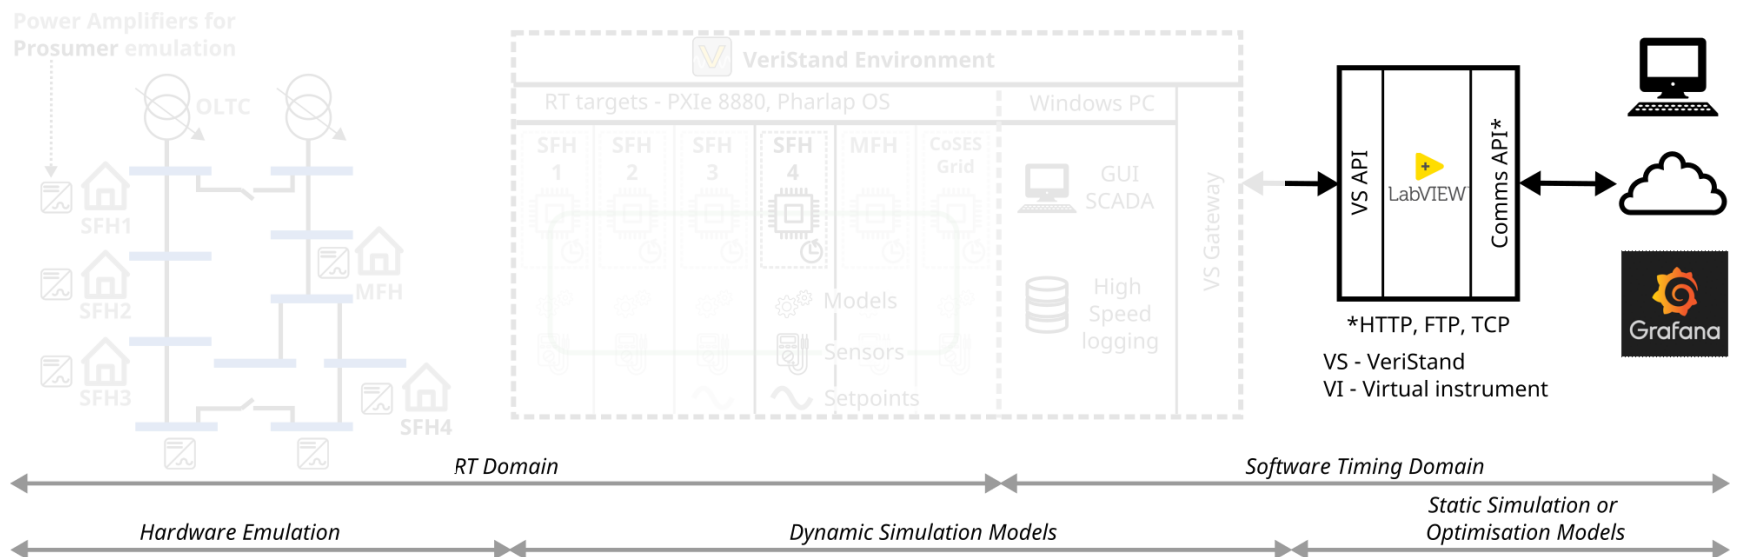 Power Amplifiers for
Prosumer emulation
OLTC
SFH1
SFH2
SFH3
MFH
SFH4
VeriStand Environment
RT targets - PXIe 8880, Pharlap OS
Windows PC
SFH
1
SFH
2
SFH
3
SFH
4
MFH
CoSES
Grid
GUI
SCADA
Models
Sensors
Setpoints
High
Speed
logging
VS Gateway
VS API
LabVIEW
Comms API*
*HTTP, FTP, TCP
VS - VeriStand
VI - Virtual instrument
Grafana
RT Domain
Software Timing Domain
Hardware Emulation
Dynamic Simulation Models
Static Simulation or
Optimisation Models